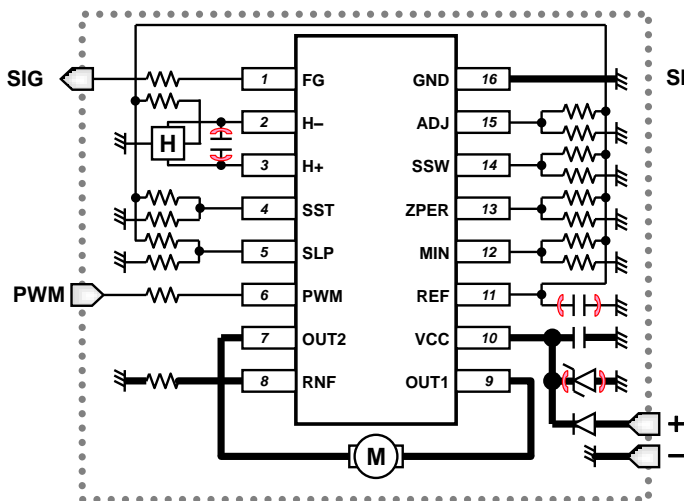 SIG
1 FG
GND 16
H
2 H–
ADJ 15
3 H+
SSW 14
4 SST
ZPER 13
5 SLP
MIN 12
PWM
6 PWM
REF 11
7 OUT2
VCC 10
8 RNF
OUT1 9
+
–
M